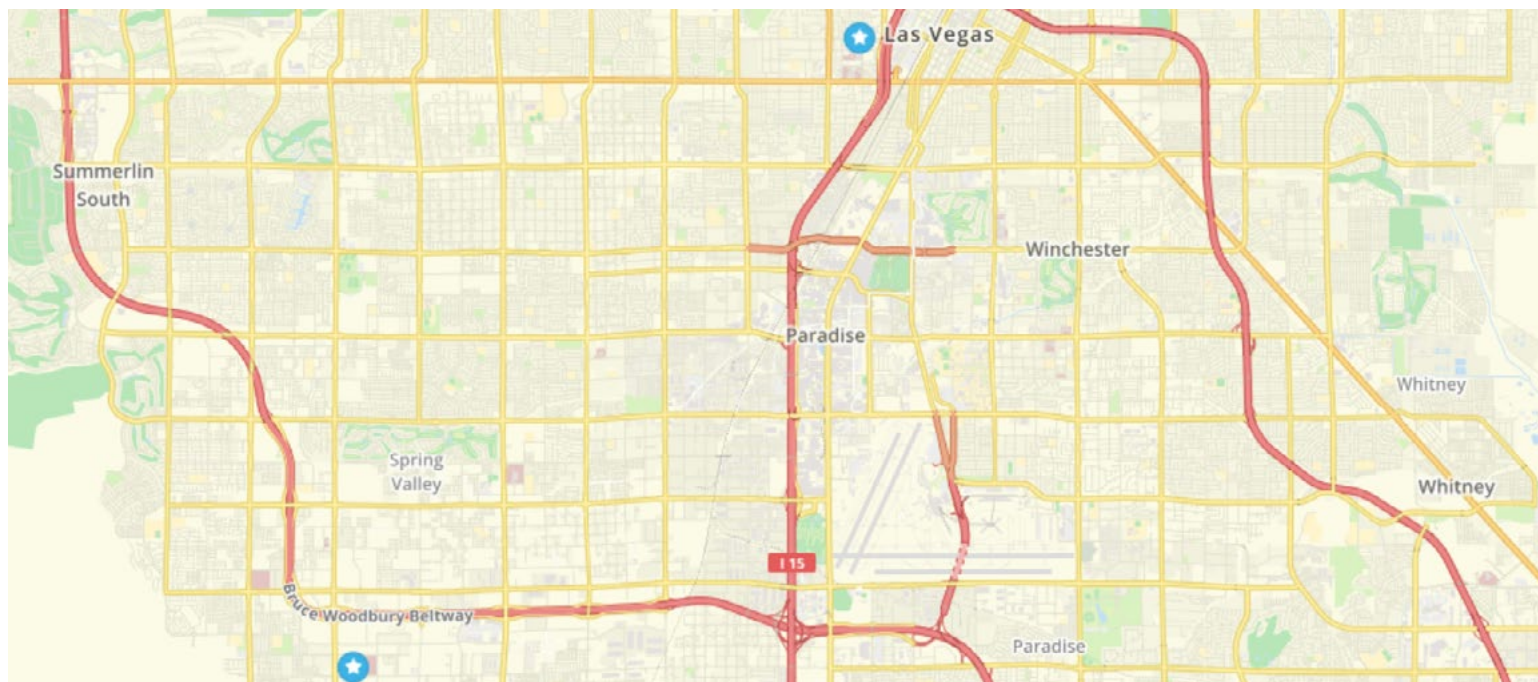 Las Vegas
Summerlin
South
Winchester
Paradise
Whitney
Spring
Valley
Whitney
I 15
Bruce Woodbury Beltway
Paradise